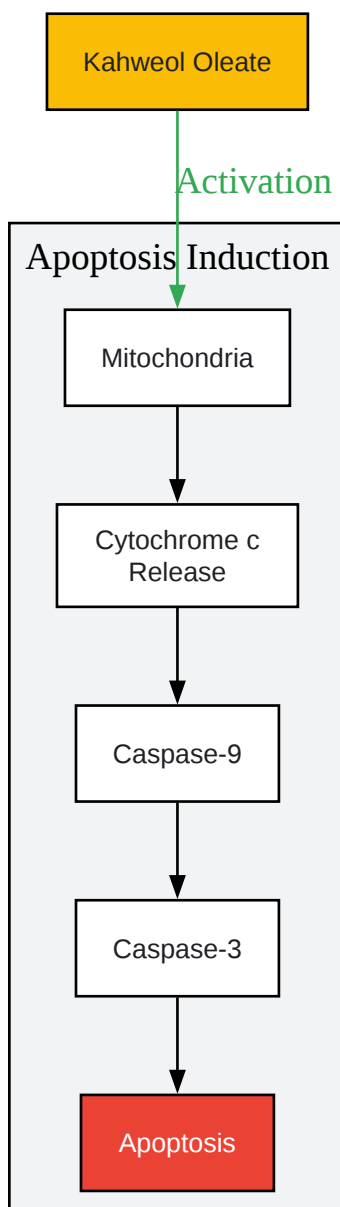 Kahweol Oleate
Activation
Apoptosis Induction
Mitochondria
Cytochrome c
Release
Caspase-9
Caspase-3
Apoptosis